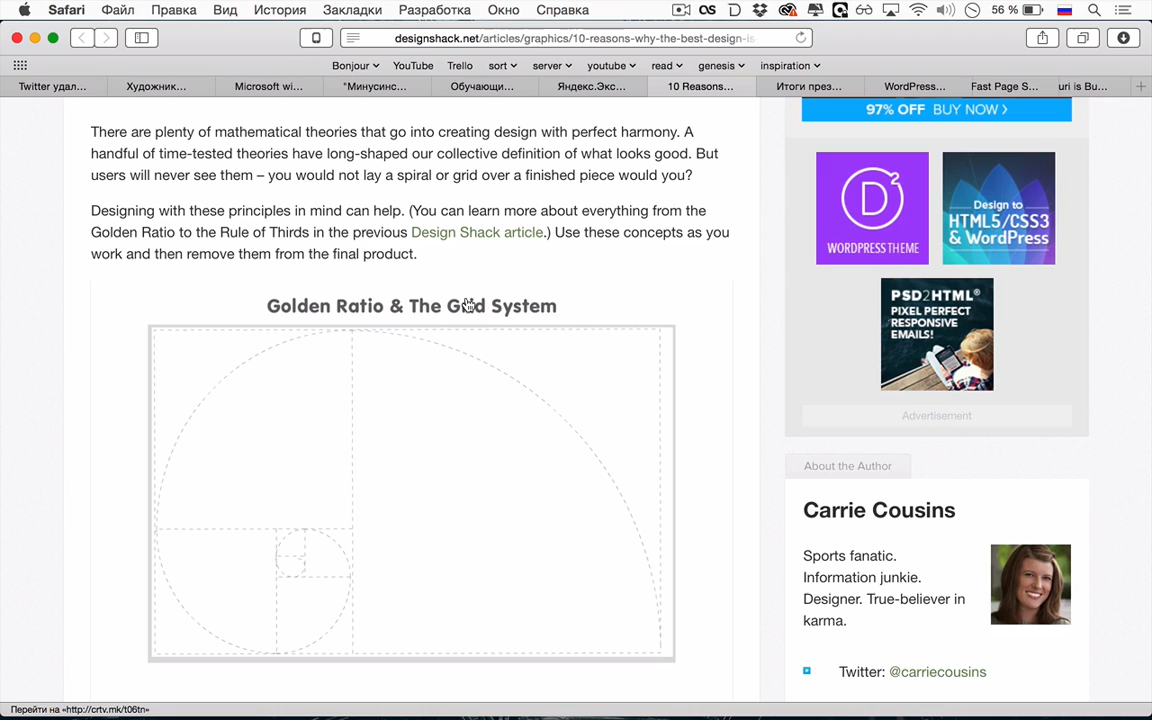 Safari Файл Правка Вид История Закладки Разработка Окно Справка 56 %
designshack.net/articles/graphics/10-reasons-why-the-best-design-is-
Bonjour YouTube Trello sort server youtube read genesis inspiration
Twitter удал... Художник.... Microsoft wi... "Минусинс... Обучающи... Яндекс.Экс... 10 Reasons... Итоги през... WordPress... Fast Page S... uri is Bu...
There are plenty of mathematical theories that go into creating design with perfect harmony. A
handful of time-tested theories have long-shaped our collective definition of what looks good. But
users will never see them – you would not lay a spiral or grid over a finished piece would you?
Designing with these principles in mind can help. (You can learn more about everything from the
Golden Ratio to the Rule of Thirds in the previous Design Shack article.) Use these concepts as you
work and then remove them from the final product.
Golden Ratio & The Grid System
97% OFF BUY NOW >
WORDPRESS THEME
Design to
HTML5/CSS3
& WordPress
PSD2HTML®
PIXEL PERFECT
RESPONSIVE
EMAILS!
Advertisement
About the Author
Carrie Cousins
Sports fanatic.
Information junkie.
Designer. True-believer in
karma.
Twitter: @carriecousins
Перейти на «http://crtv.mk/t06tn»